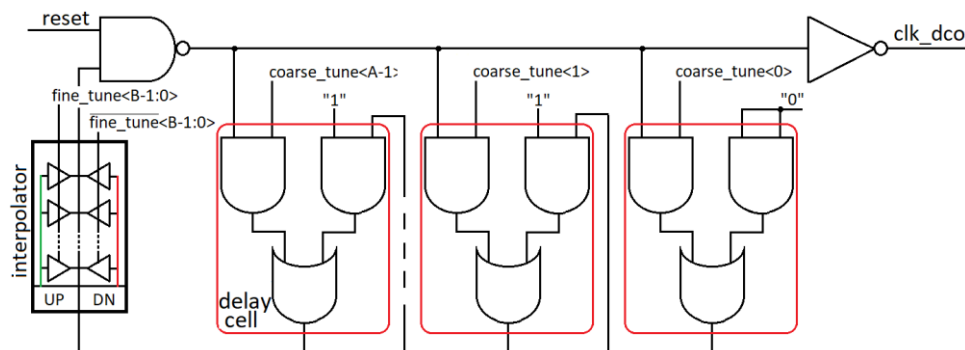 reset
clk_dco
coarse_tune<A-1>
coarse_tune<1>
coarse_tune<0>
fine_tune<B-1:0>
"1"
"1"
"0"
fine_tune<B-1:0>
interpolator
UP DN
delay
cell